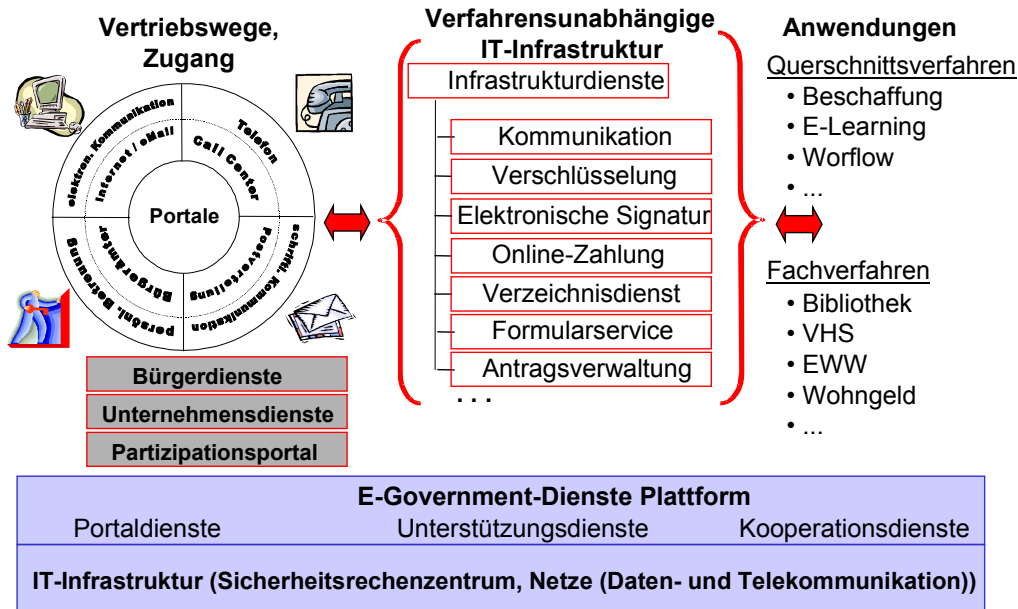 Vertriebswege,
Zugang
elektron. Kommunikation
Internet / eMail
Telefon
Call Center
Portale
persönl. Betreuung
Bürgerämter
schriftl. Kommunikation
Postverteilung
Bürgerdienste
Unternehmensdienste
Partizipationsportal
Verfahrensunabhängige
IT-Infrastruktur
Infrastrukturdienste
Kommunikation
Verschlüsselung
Elektronische Signatur
Online-Zahlung
Verzeichnisdienst
Formularservice
Antragsverwaltung
. . .
Anwendungen
Querschnittsverfahren
• Beschaffung
• E-Learning
• Worflow
• ...
Fachverfahren
• Bibliothek
• VHS
• EWW
• Wohngeld
• ...
E-Government-Dienste Plattform
Portaldienste Unterstützungsdienste Kooperationsdienste
IT-Infrastruktur (Sicherheitsrechenzentrum, Netze (Daten- und Telekommunikation))